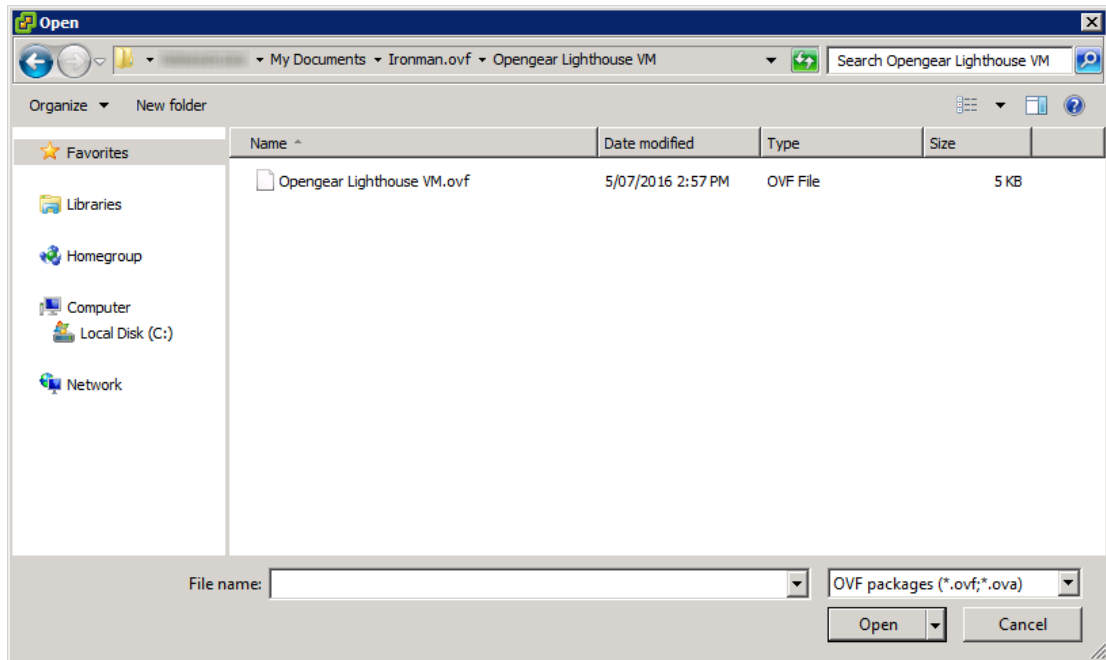 Open
My Documents Ironman.ovf Opengear Lighthouse VM Search Opengear Lighthouse VM
Organize New folder
Favorites
Libraries
Homegroup
Computer
Local Disk (C:)
Network
Name Date modified Type Size
Opengear Lighthouse VM.ovf 5/07/2016 2:57 PM OVF File 5 KB
File name: OVF packages (*.ovf;*.ova)
Open Cancel